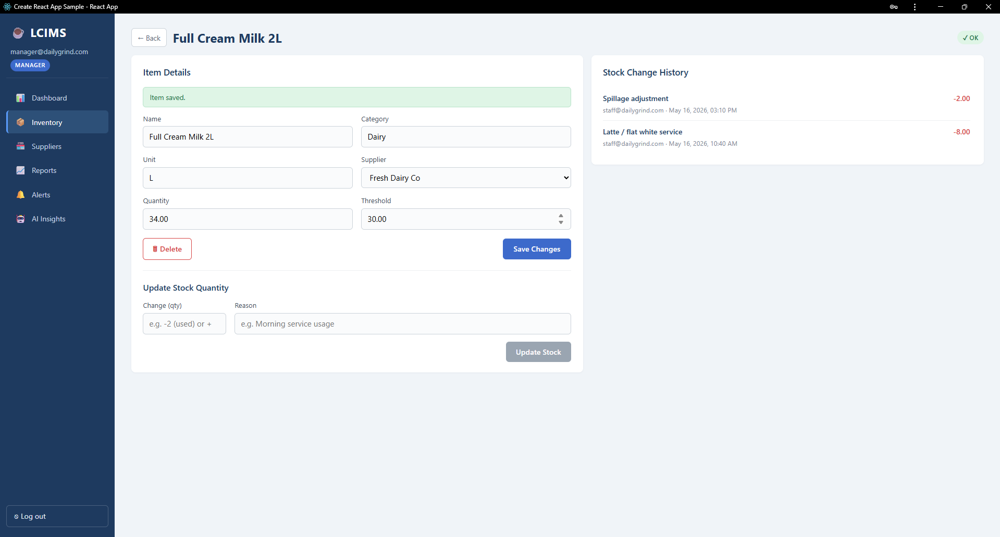 Create React App Sample - React App
LCIMS
manager@dailygrind.com
MANAGER
Dashboard
Inventory
Suppliers
Reports
Alerts
AI Insights
Log out
← Back
Full Cream Milk 2L
✓ OK
Item Details
Item saved.
Name
Category
Full Cream Milk 2L
Dairy
Unit
Supplier
L
Fresh Dairy Co
Quantity
Threshold
34.00
30.00
Delete
Save Changes
Update Stock Quantity
Change (qty)
Reason
e.g. -2 (used) or +
e.g. Morning service usage
Update Stock
Stock Change History
Spillage adjustment
-2.00
staff@dailygrind.com · May 16, 2026, 03:10 PM
Latte / flat white service
-8.00
staff@dailygrind.com · May 16, 2026, 10:40 AM